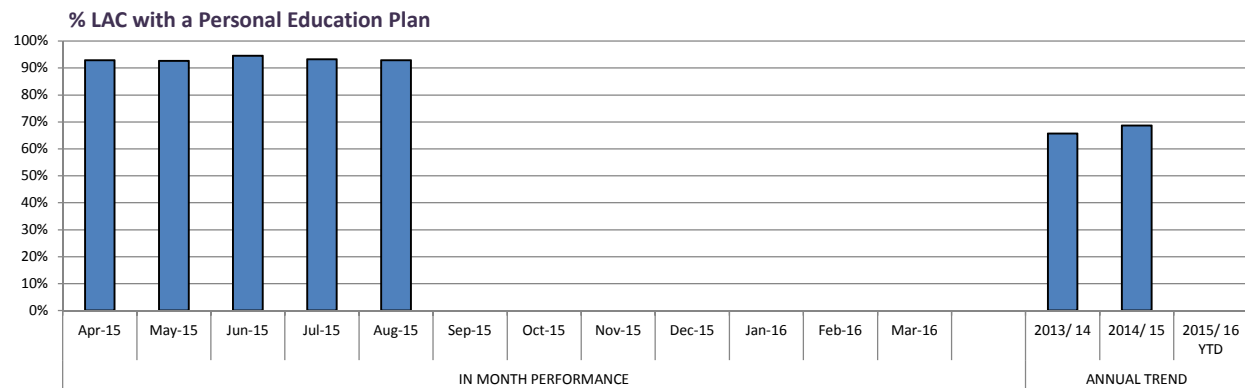 % LAC with a Personal Education Plan
100%
90%
80%
70%
60%
50%
40%
30%
20%
10%
0%
Apr-15 May-15 Jun-15 Jul-15 Aug-15 Sep-15 Oct-15 Nov-15 Dec-15 Jan-16 Feb-16 Mar-16 2013/ 14 2014/ 15 2015/ 16
YTD
IN MONTH PERFORMANCE ANNUAL TREND